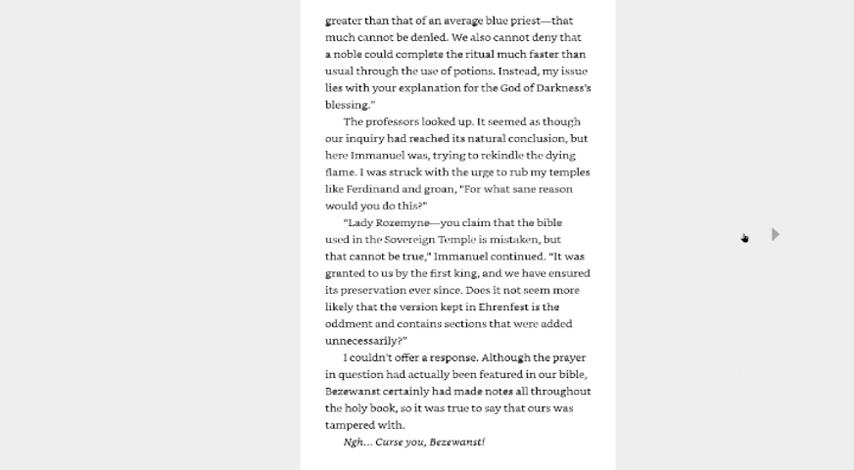 greater than that of an average blue priest—that
much cannot be denied. We also cannot deny that
a noble could complete the ritual much faster than
usual through the use of potions. Instead, my issue
lies with your explanation for the God of Darkness's
blessing."
The professors looked up. It seemed as though
our inquiry had reached its natural conclusion, but
here Immanuel was, trying to rekindle the dying
flame. I was struck with the urge to rub my temples
like Ferdinand and groan, "For what sane reason
would you do this?"
"Lady Rozemyne—you claim that the bible
used in the Sovereign Temple is mistaken, but
that cannot be true," Immanuel continued. "It was
granted to us by the first king, and we have ensured
its preservation ever since. Does it not seem more
likely that the version kept in Ehrenfest is the
oddment and contains sections that were added
unnecessarily?"
I couldn't offer a response. Although the prayer
in question had actually been featured in our bible,
Bezewanst certainly had made notes all throughout
the holy book, so it was true to say that ours was
tampered with.
Ngh... Curse you, Bezewanst!